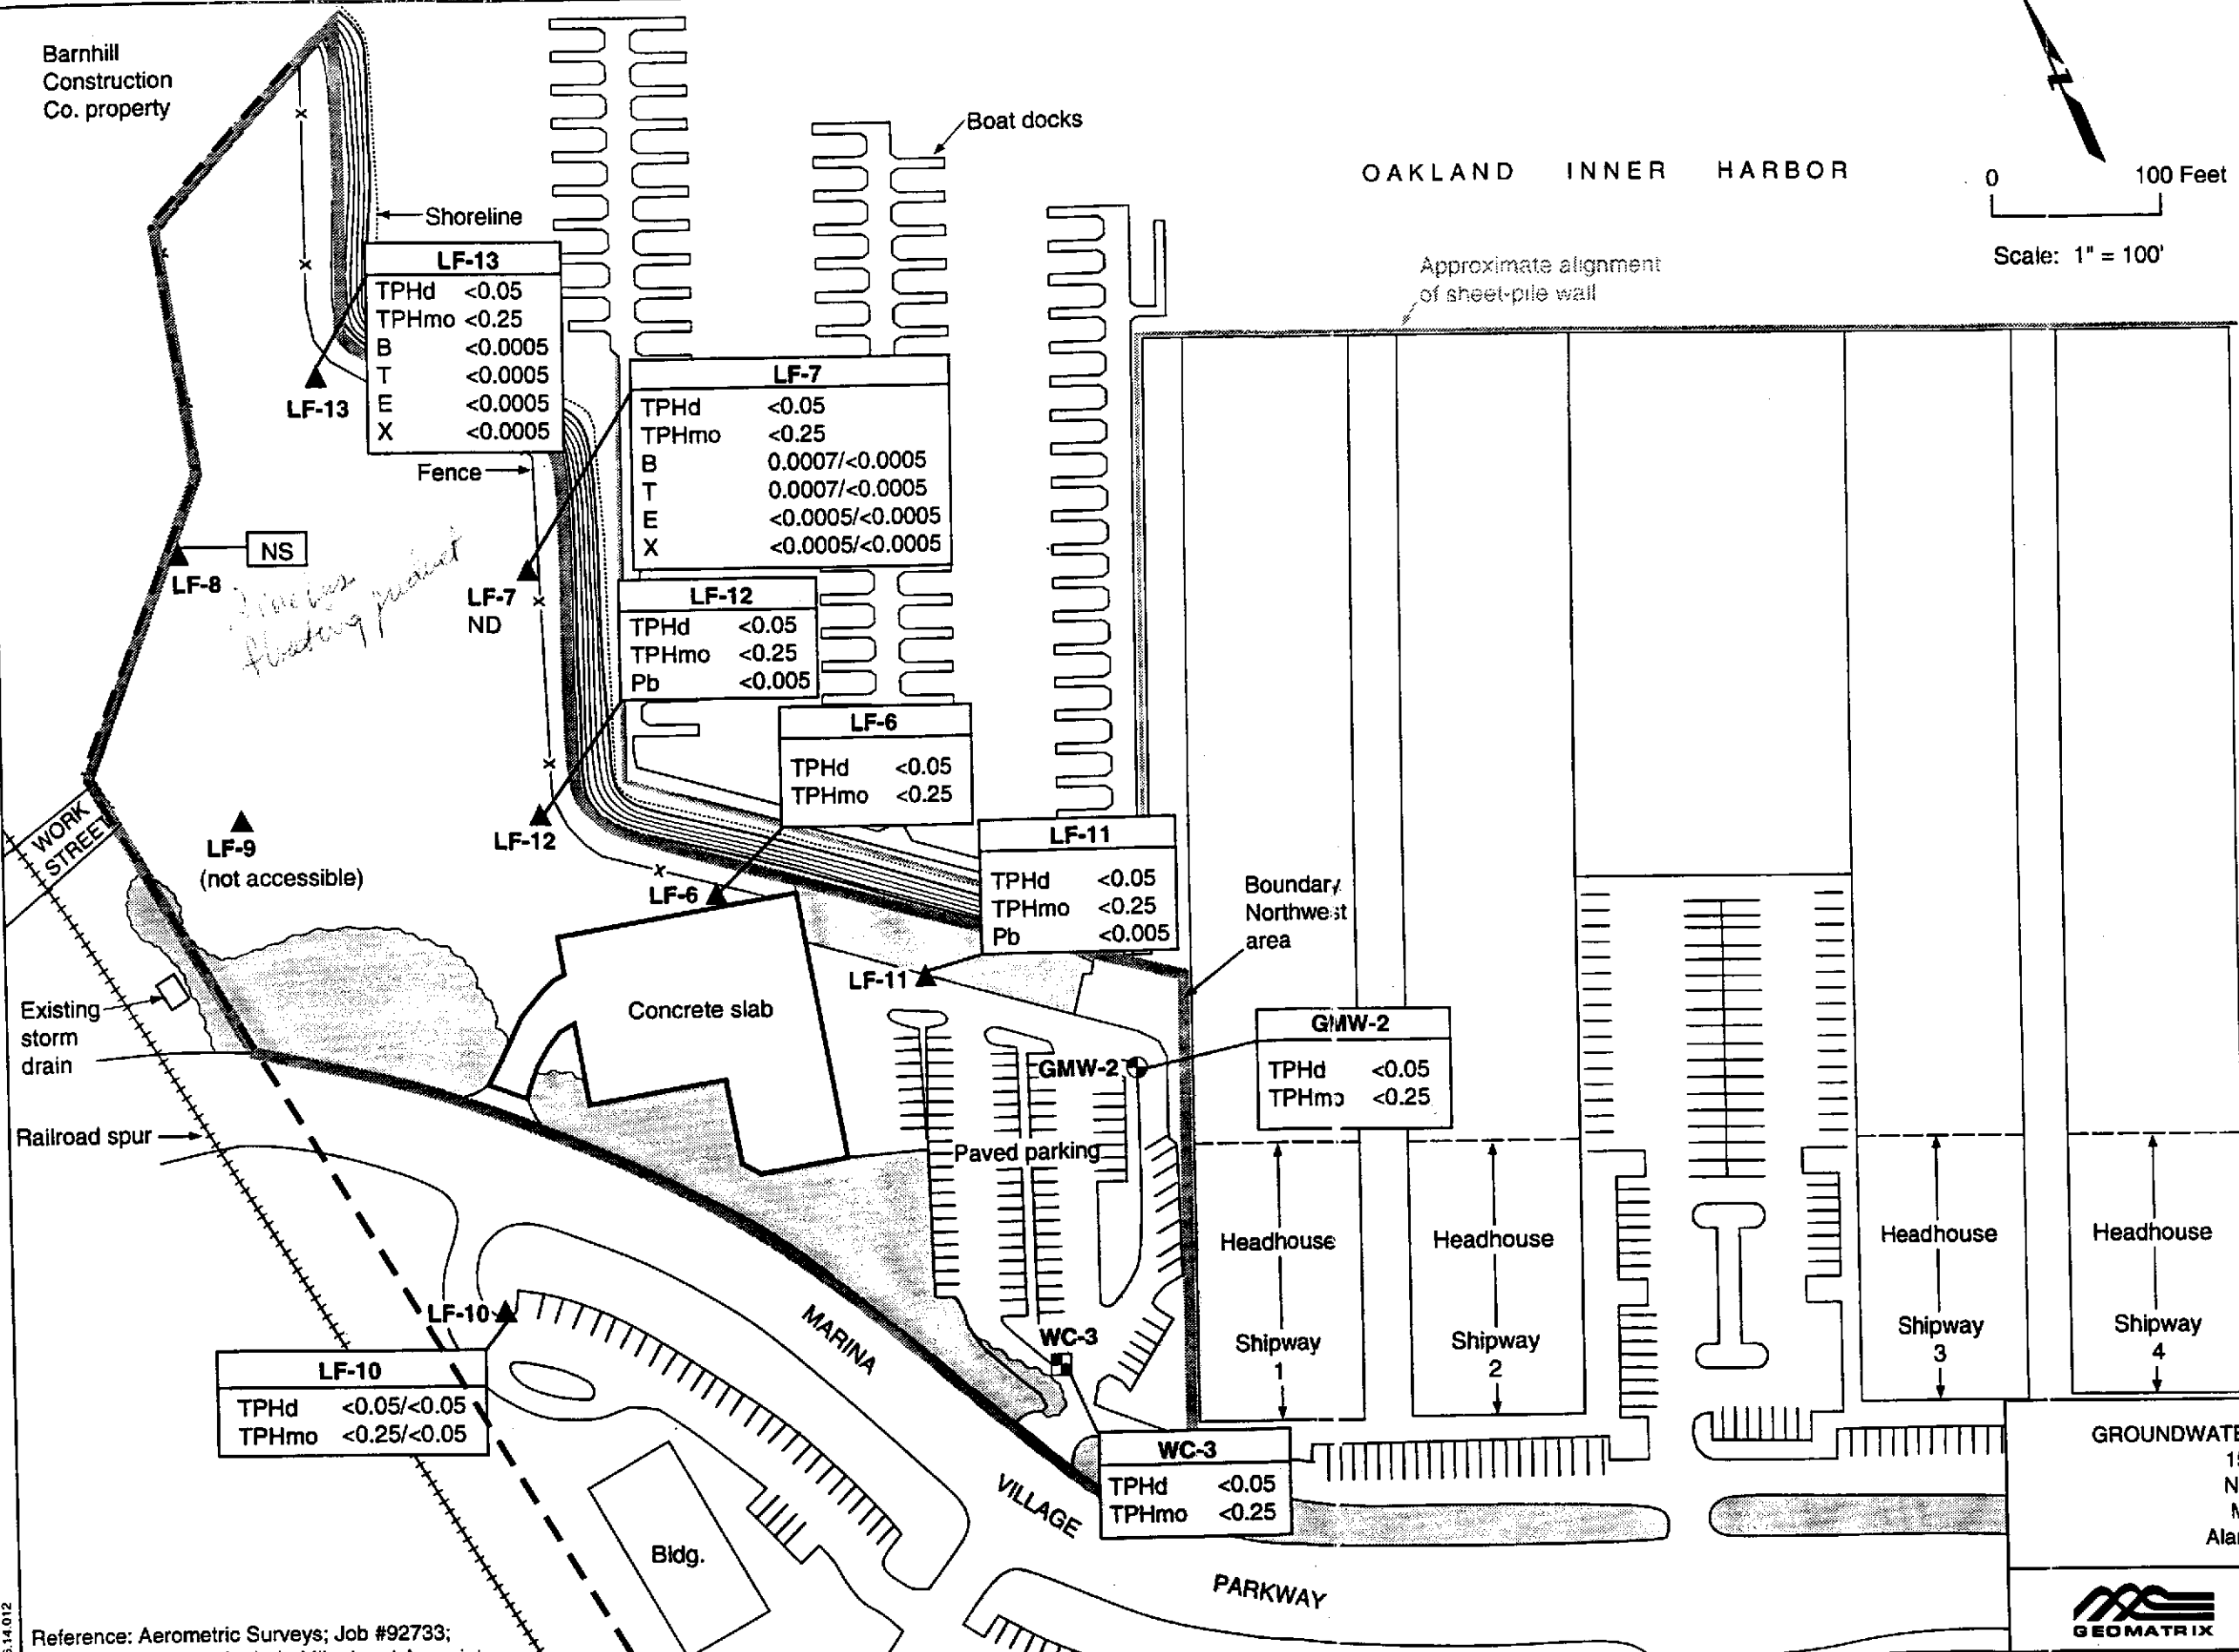 Barnhill
Construction
Co. property
Boat docks
OAKLAND INNER HARBOR
0 100 Feet
Scale: 1" = 100'
Shoreline
Approximate alignment
of sheet-pile wall
LF-13
TPHd <0.05
TPHmo <0.25
B <0.0005
T <0.0005
E <0.0005
X <0.0005
LF-13
LF-7
TPHd <0.05
TPHmo <0.25
B 0.0007/<0.0005
T 0.0007/<0.0005
E <0.0005/<0.0005
X <0.0005/<0.0005
Fence
NS
LF-8
floating product
LF-7
ND
LF-12
TPHd <0.05
TPHmo <0.25
Pb <0.005
LF-6
TPHd <0.05
TPHmo <0.25
WORK
STREET
LF-9
(not accessible)
LF-12
LF-6
LF-11
TPHd <0.05
TPHmo <0.25
Pb <0.005
Boundary
Northwest
area
LF-11
Concrete slab
Existing
storm
drain
GMW-2
TPHd <0.05
TPHmo <0.25
GMW-2
Railroad spur
Paved parking
Headhouse
Headhouse
Headhouse
Headhouse
Shipway
1
Shipway
2
Shipway
3
Shipway
4
LF-10
MARINA
WC-3
LF-10
TPHd <0.05/<0.05
TPHmo <0.25/<0.05
WC-3
TPHd <0.05
TPHmo <0.25
VILLAGE
PARKWAY
Bldg.
GROUNDWATE
N
M
Ala
GEOMATRIX
Reference: Aerometric Surveys; Job #92733;